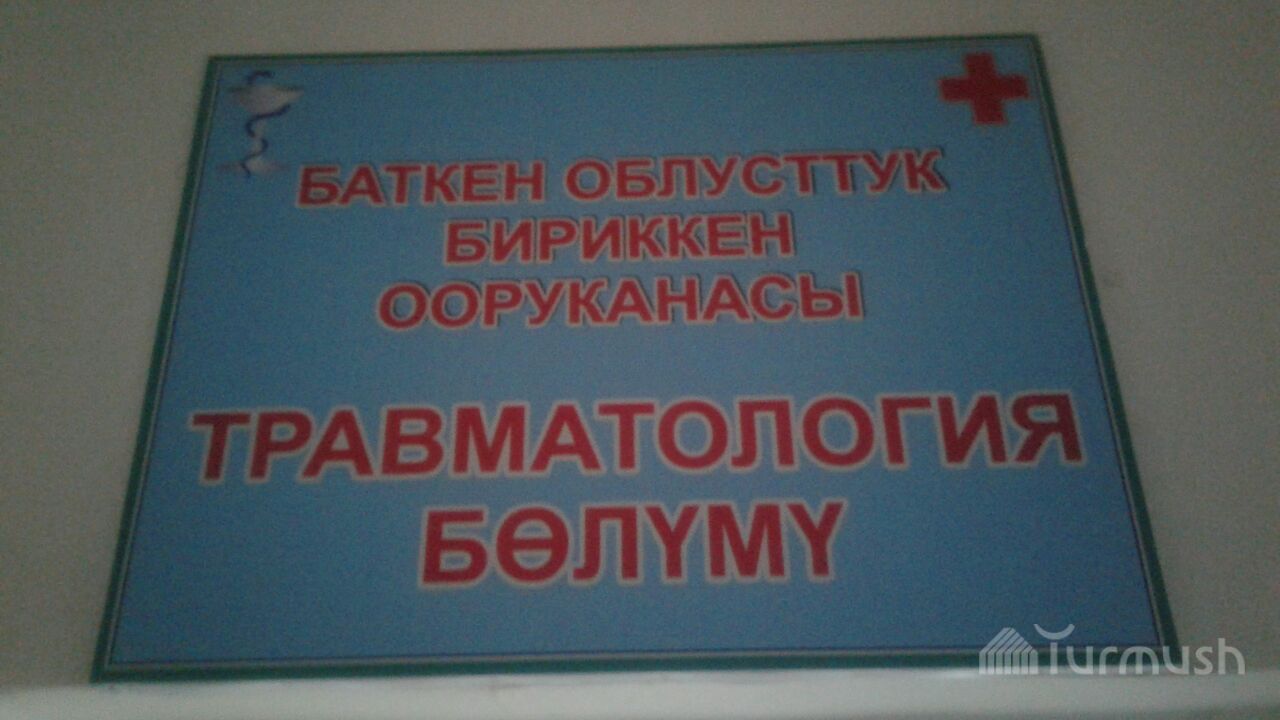 БАТКЕН ОБЛУСТТУК
БИРИККЕН
ООРУКАНАСЫ
ТРАВМАТОЛОГИЯ
БӨЛҮМҮ
Turmush